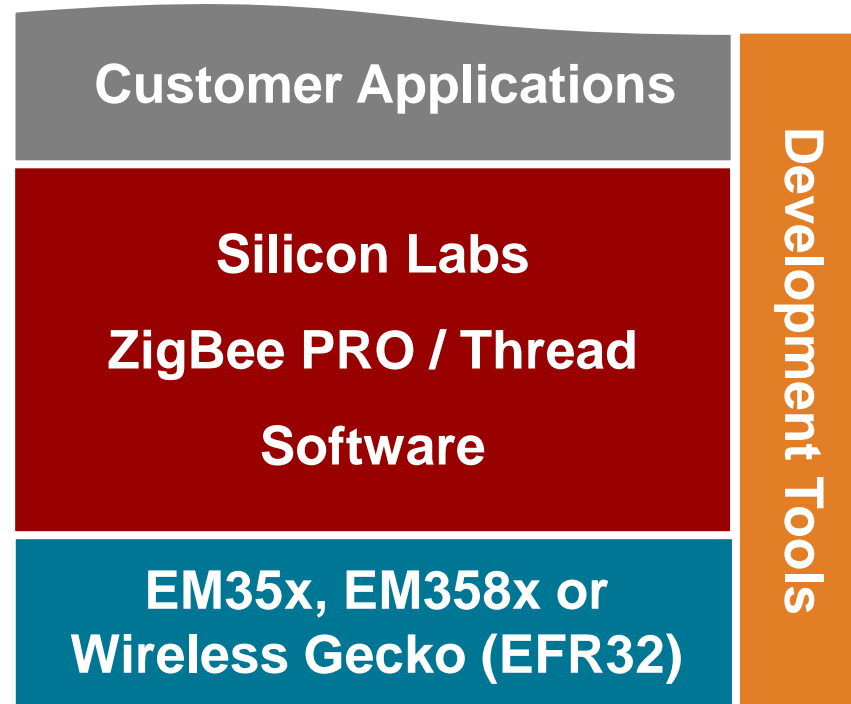 Customer Applications
Silicon Labs
ZigBee PRO / Thread
Software
EM35x, EM358x or
Wireless Gecko (EFR32)
Development Tools